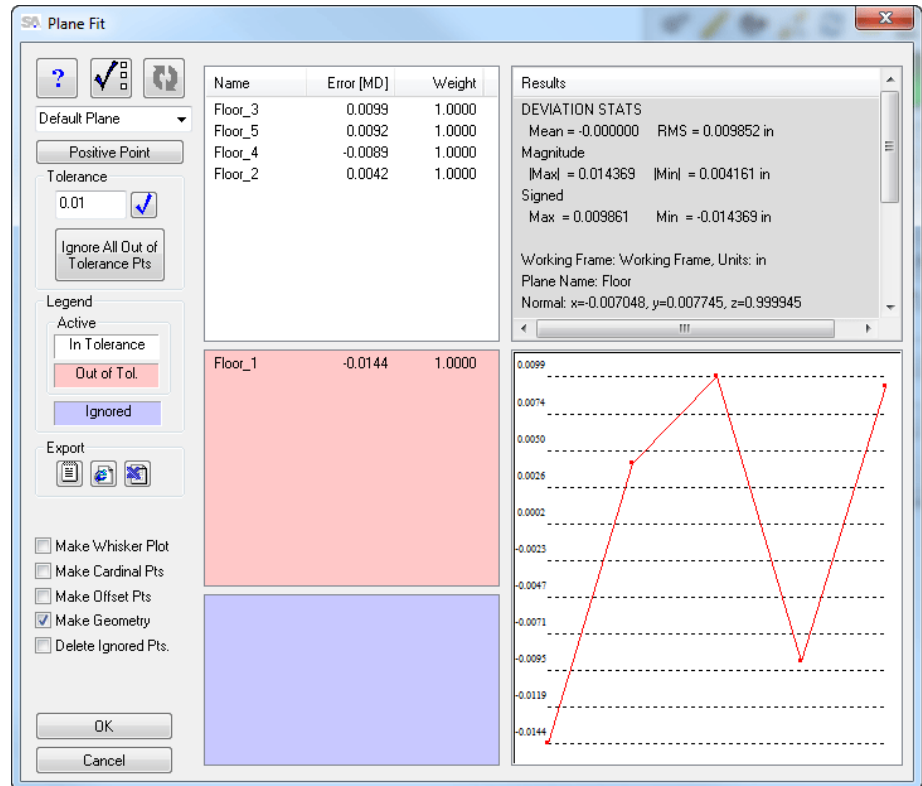 SA Plane Fit
X
?
Default Plane
Positive Point
Tolerance
0.01
Ignore All Out of
Tolerance Pts
Legend
Active
In Tolerance
Out of Tol.
Ignored
Export
Make Whisker Plot
Make Cardinal Pts
Make Offset Pts
Make Geometry
Delete Ignored Pts.
OK
Cancel
Name Error [MD] Weight
Floor_3 0.0099 1.0000
Floor_5 0.0092 1.0000
Floor_4 -0.0089 1.0000
Floor_2 0.0042 1.0000
Floor_1 -0.0144 1.0000
Results
DEVIATION STATS
Mean = -0.000000 RMS = 0.009852 in
Magnitude
|Max| = 0.014369 |Min| = 0.004161 in
Signed
Max = 0.009861 Min = -0.014369 in
Working Frame: Working Frame, Units: in
Plane Name: Floor
Normal: x=-0.007048, y=0.007745, z=0.999945
0.0099
0.0074
0.0050
0.0026
0.0002
-0.0023
-0.0047
-0.0071
-0.0095
-0.0119
-0.0144